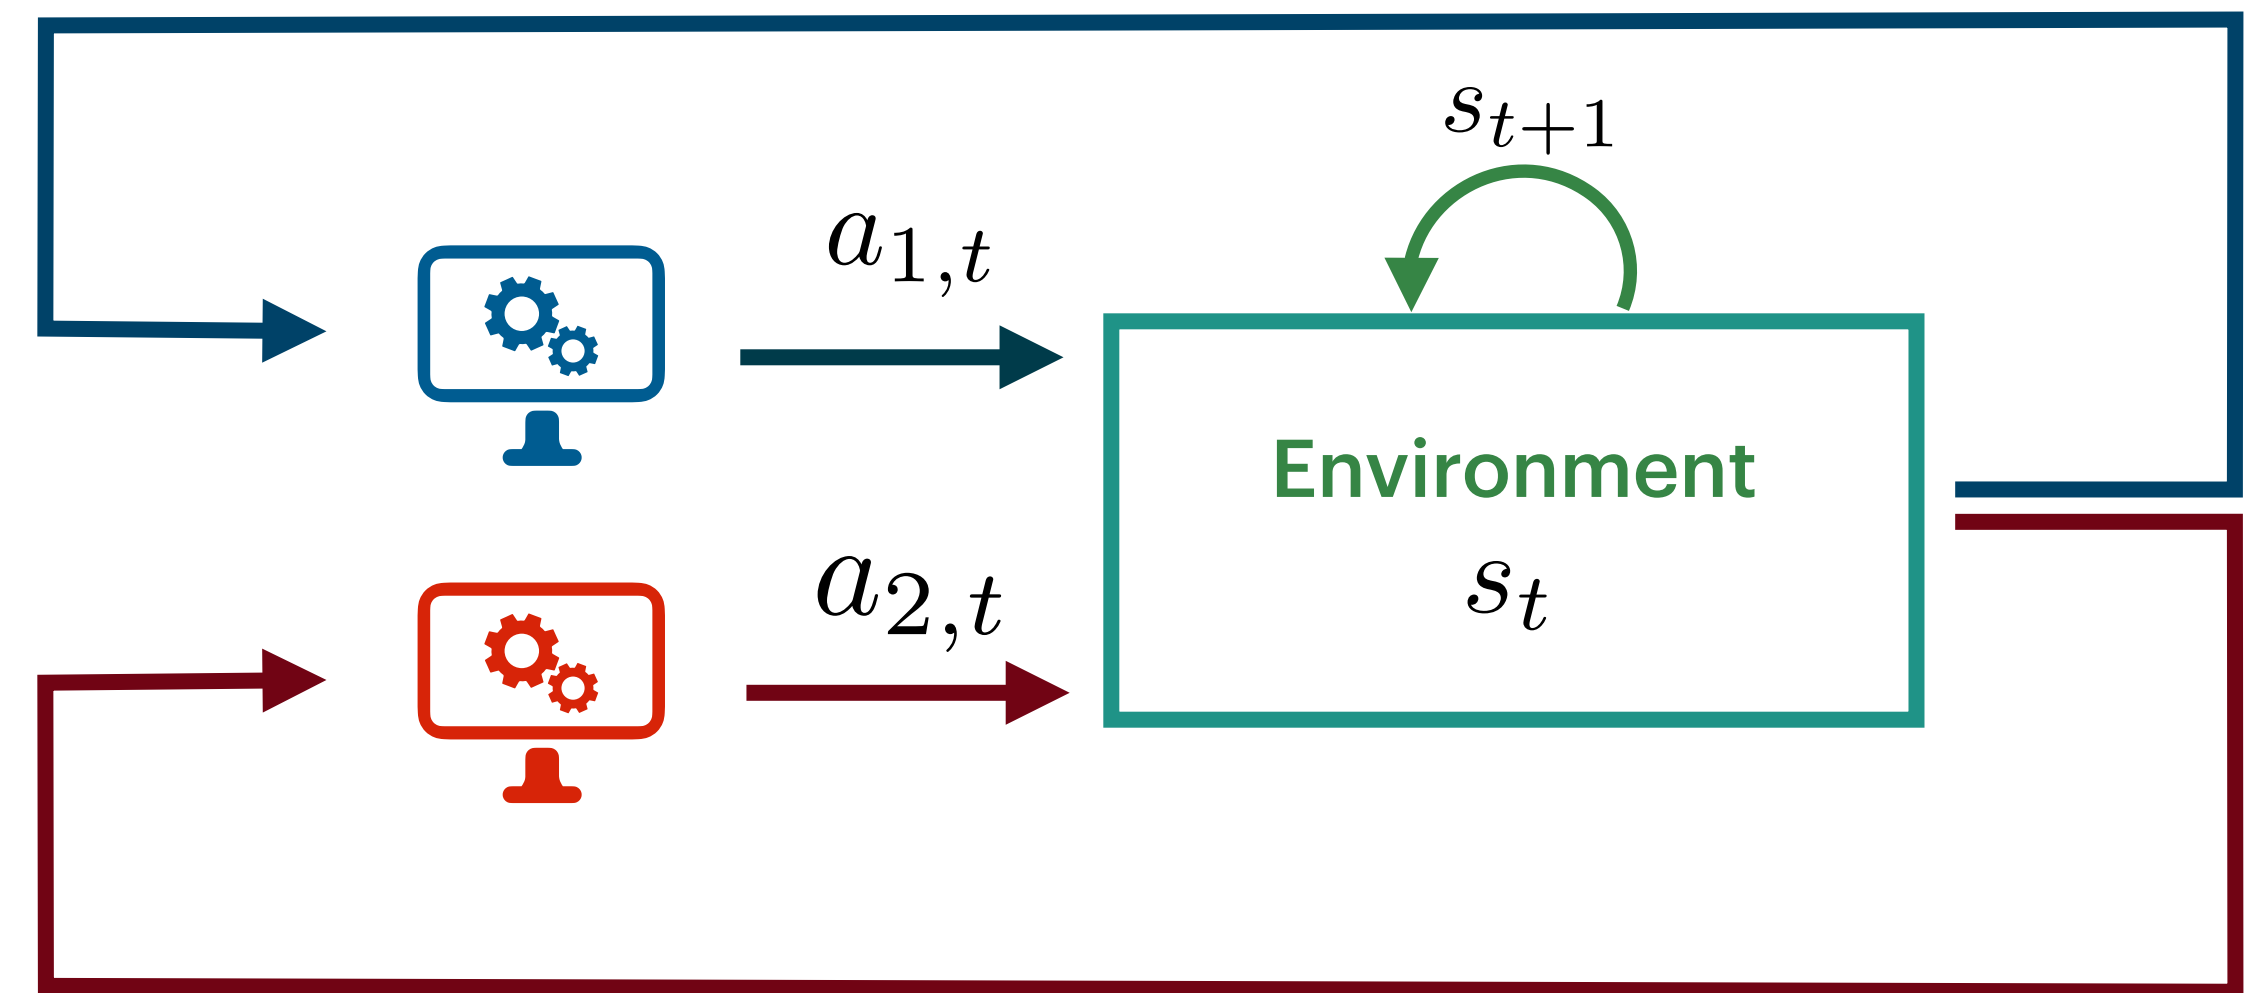 s_{t+1}
a_{1,t}
Environment
a_{2,t}
s_t